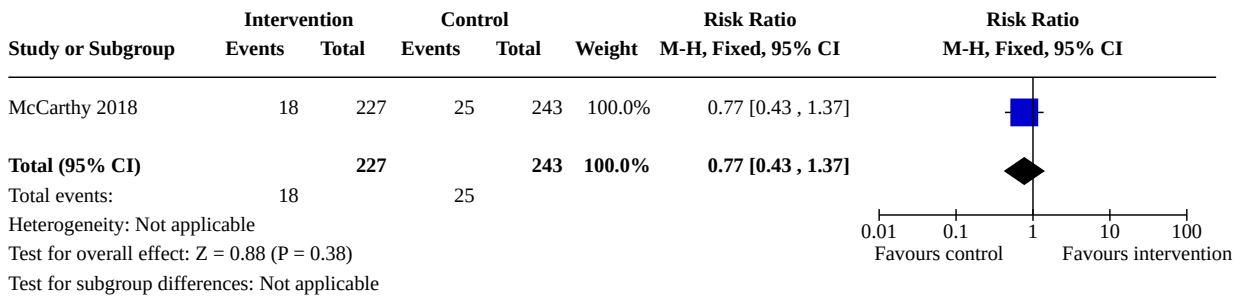 Intervention Control Risk Ratio Risk Ratio
Study or Subgroup Events Total Events Total Weight M-H, Fixed, 95% CI M-H, Fixed, 95% CI
McCarthy 2018 18 227 25 243 100.0% 0.77 [0.43 , 1.37]
Total (95% CI) 227 243 100.0% 0.77 [0.43 , 1.37]
Total events: 18 25
Heterogeneity: Not applicable
0.01 0.1 1 10 100
Test for overall effect: Z = 0.88 (P = 0.38) Favours control Favours intervention
Test for subgroup differences: Not applicable